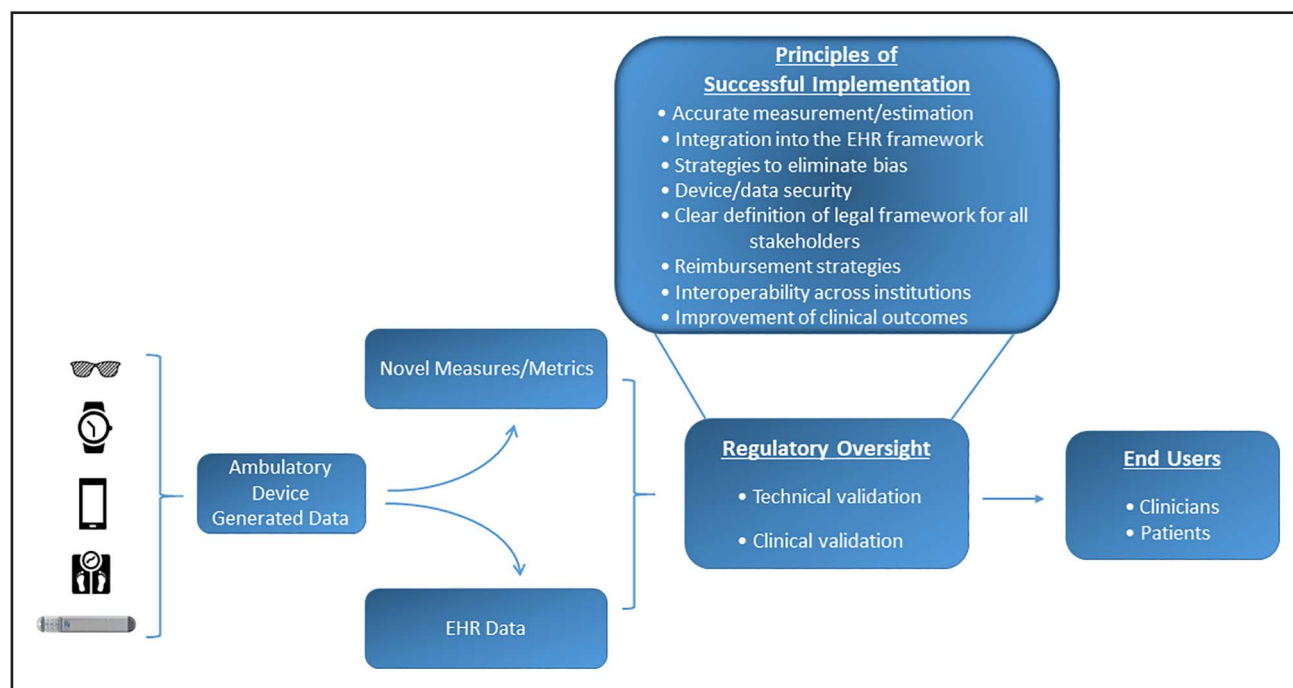 Principles of
Successful Implementation
• Accurate measurement/estimation
• Integration into the EHR framework
• Strategies to eliminate bias
• Device/data security
• Clear definition of legal framework for all
stakeholders
• Reimbursement strategies
• Interoperability across institutions
• Improvement of clinical outcomes
Novel Measures/Metrics
Ambulatory
Device
Generated Data
EHR Data
Regulatory Oversight
• Technical validation
• Clinical validation
End Users
• Clinicians
• Patients